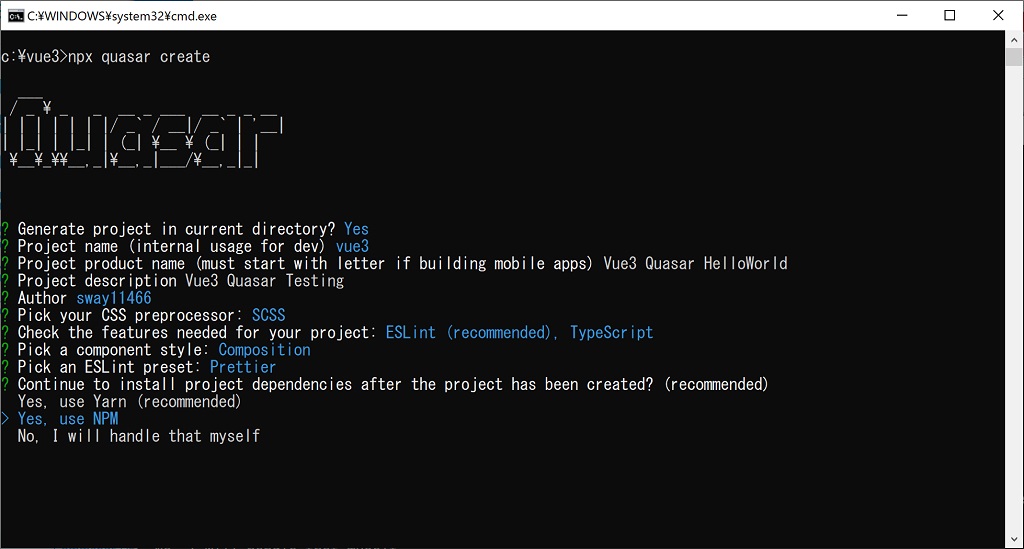 C:¥WINDOWS¥system32¥cmd.exe
c:¥vue3>npx quasar create
Quasar
? Generate project in current directory? Yes
? Project name (internal usage for dev) vue3
? Project product name (must start with letter if building mobile apps) Vue3 Quasar HelloWorld
? Project description Vue3 Quasar Testing
? Author sway11466
? Pick your CSS preprocessor: SCSS
? Check the features needed for your project: ESLint (recommended), TypeScript
? Pick a component style: Composition
? Pick an ESLint preset: Prettier
? Continue to install project dependencies after the project has been created? (recommended)
Yes, use Yarn (recommended)
> Yes, use NPM
No, I will handle that myself